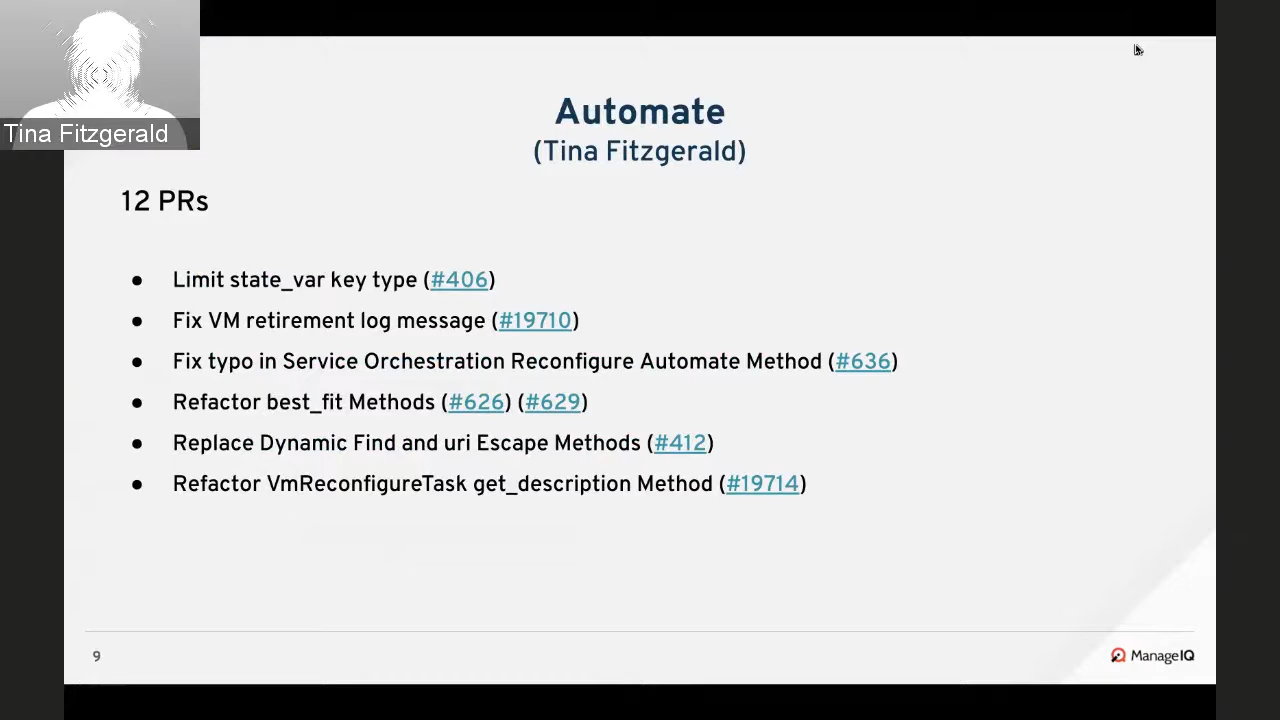 Tina Fitzgerald
Automate
(Tina Fitzgerald)
12 PRs
● Limit state_var key type (#406)
● Fix VM retirement log message (#19710)
● Fix typo in Service Orchestration Reconfigure Automate Method (#636)
● Refactor best_fit Methods (#626) (#629)
● Replace Dynamic Find and uri Escape Methods (#412)
● Refactor VmReconfigureTask get_description Method (#19714)
9
ManageIQ